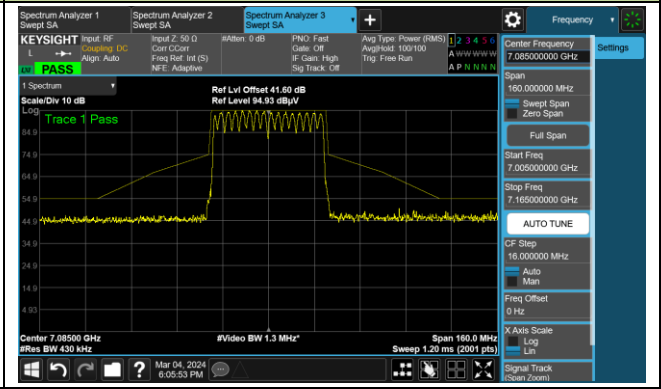 Spectrum Analyzer 1
Swept SA
Spectrum Analyzer 2
Swept SA
Spectrum Analyzer 3
Swept SA
Frequency
KEYSIGHT
Input: RF
Coupling: DC
Align: Auto
Input Z: 50 Ω
Corr CCorr
Freq Ref: Int (S)
NFE: Adaptive
#Atten: 0 dB
PNO: Fast
Gate: Off
IF Gain: High
Sig Track: Off
Avg Type: Power (RMS)
Avg|Hold: 100/100
Trig: Free Run
1 2 3 4 5 6
A W W W W W
A P N N N N
L
PASS
1 Spectrum
Scale/Div 10 dB
Ref Lvl Offset 41.60 dB
Ref Level 94.93 dBµV
Log
Trace 1 Pass
84.9
74.9
64.9
54.9
44.9
34.9
24.9
14.9
4.93
Center 7.08500 GHz
#Res BW 430 kHz
#Video BW 1.3 MHz*
Span 160.0 MHz
Sweep 1.20 ms (2001 pts)
Center Frequency
7.085000000 GHz
Settings
Span
160.000000 MHz
Swept Span
Zero Span
Full Span
Start Freq
7.005000000 GHz
Stop Freq
7.165000000 GHz
AUTO TUNE
CF Step
16.000000 MHz
Auto
Man
Freq Offset
0 Hz
X Axis Scale
Log
Lin
Signal Track
(Span Zoom)
?
Mar 04, 2024
6:05:53 PM